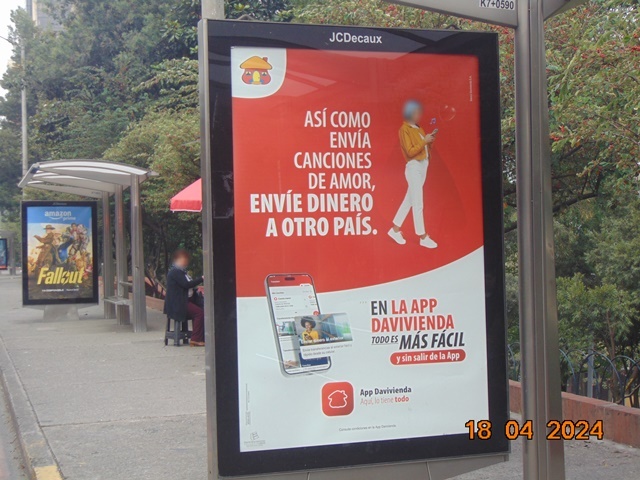 K7+0590
JCDecaux
ASÍ COMO
ENVÍA
CANCIONES
DE AMOR,
ENVÍE DINERO
A OTRO PAÍS.
amazon
Fallout
EN LA APP
DAVIVIENDA
TODO ES MÁS FÁCIL
y sin salir de la App
App Davivienda
Aquí, lo tiene todo
18 04 2024